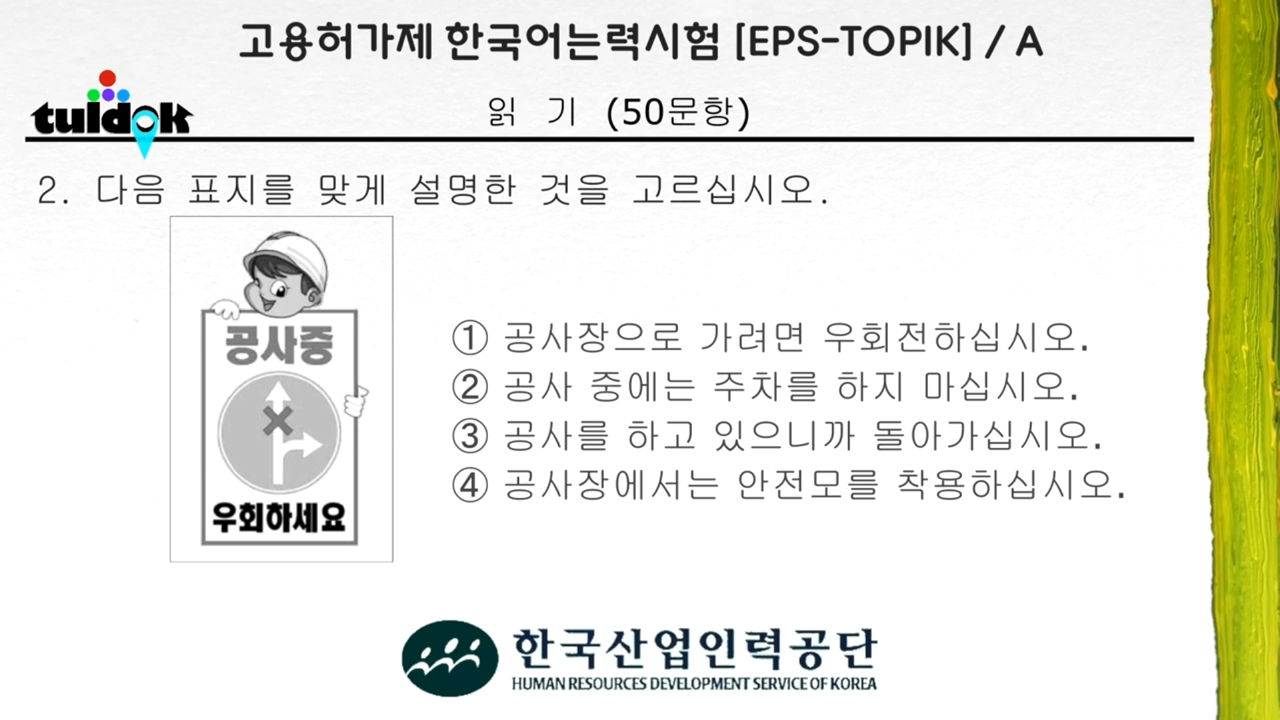 고용허가제 한국어능력시험 [EPS-TOPIK] / A
tuidok
읽 기 (50문항)
2. 다음 표지를 맞게 설명한 것을 고르십시오.
공사중
우회하세요
① 공사장으로 가려면 우회전하십시오.
② 공사 중에는 주차를 하지 마십시오.
③ 공사를 하고 있으니까 돌아가십시오.
④ 공사장에서는 안전모를 착용하십시오.
한국산업인력공단
HUMAN RESOURCES DEVELOPMENT SERVICE OF KOREA